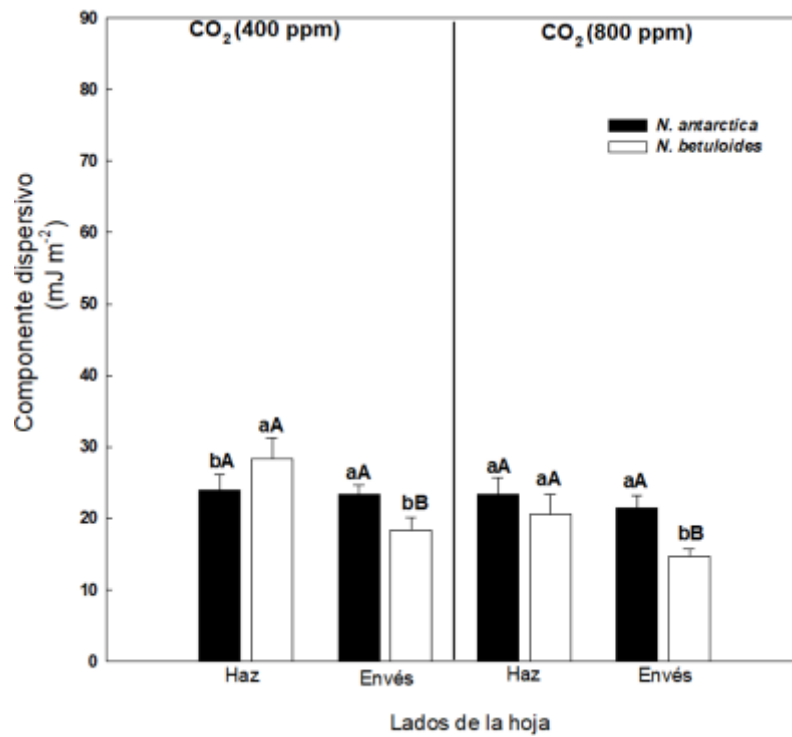 CO2 (400 ppm)
CO2 (800 ppm)
N. antarctica
N. betuloides
Componente dispersivo
(mJ m-2)
90
80
70
60
50
40
30
20
10
0
bA
aA
aA
bB
aA
aA
aA
bB
Haz
Envés
Haz
Envés
Lados de la hoja